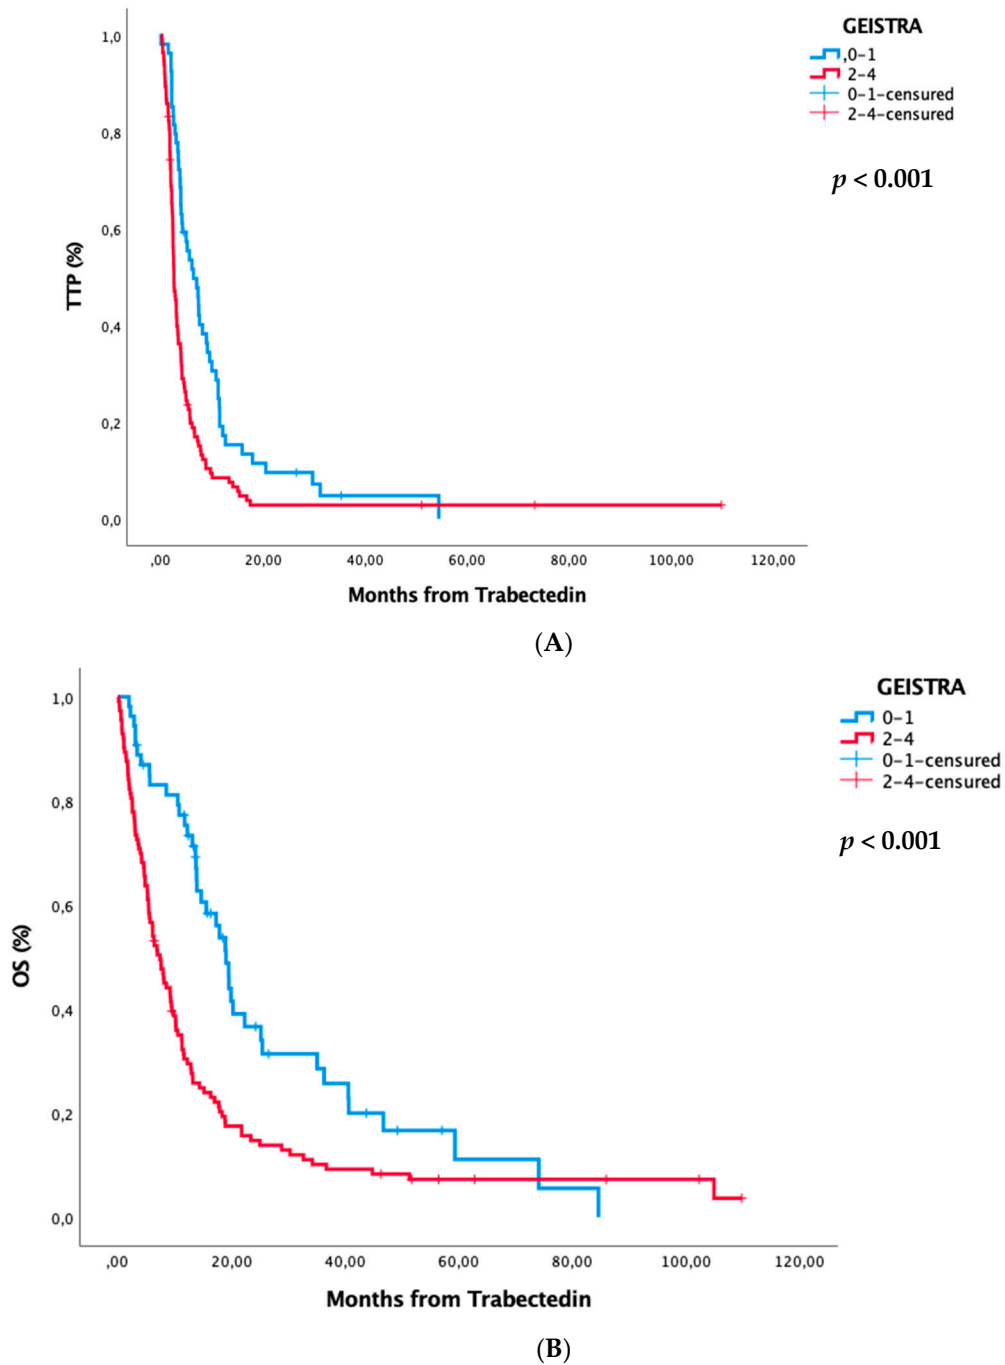 GEISTRA
,0-1
2-4
0-1-censured
2-4-censured
p < 0.001
1,0
0,8
0,6
0,4
0,2
0,0
TTP (%)
,00 20,00 40,00 60,00 80,00 100,00 120,00
Months from Trabectedin
(A)
GEISTRA
0-1
2-4
0-1-censured
2-4-censured
p < 0.001
1,0
0,8
0,6
0,4
0,2
0,0
OS (%)
,00 20,00 40,00 60,00 80,00 100,00 120,00
Months from Trabectedin
(B)